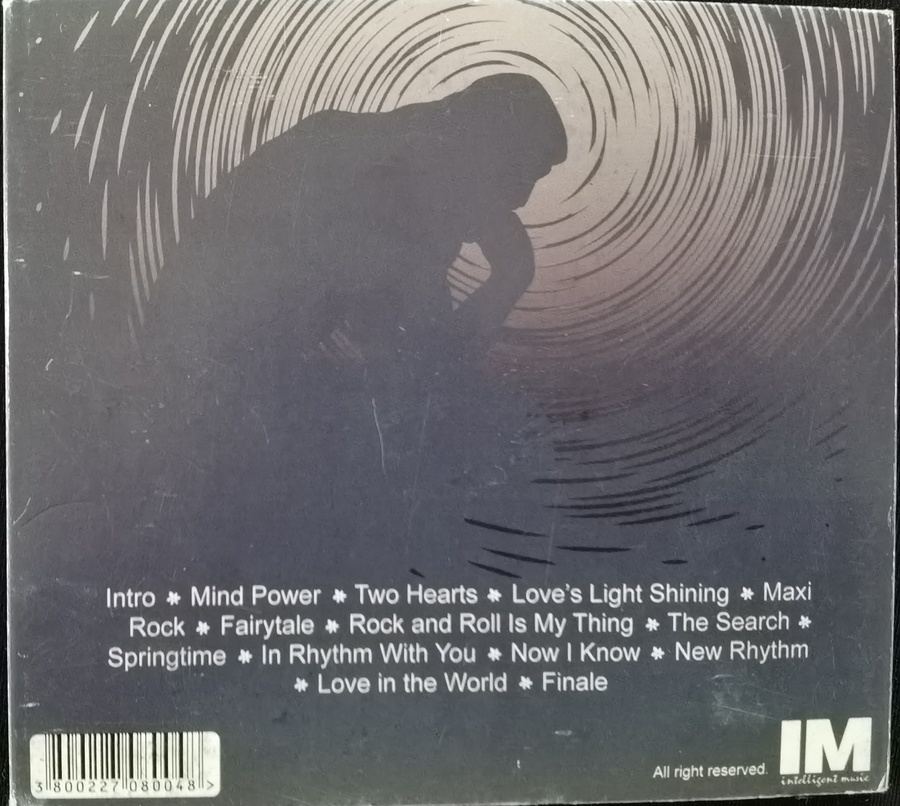 Intro * Mind Power * Two Hearts * Love's Light Shining * Maxi
Rock * Fairytale * Rock and Roll Is My Thing * The Search *
Springtime * In Rhythm With You * Now I Know * New Rhythm
* Love in the World * Finale
IM
intelligent music
All right reserved.
3 800227 080048 >